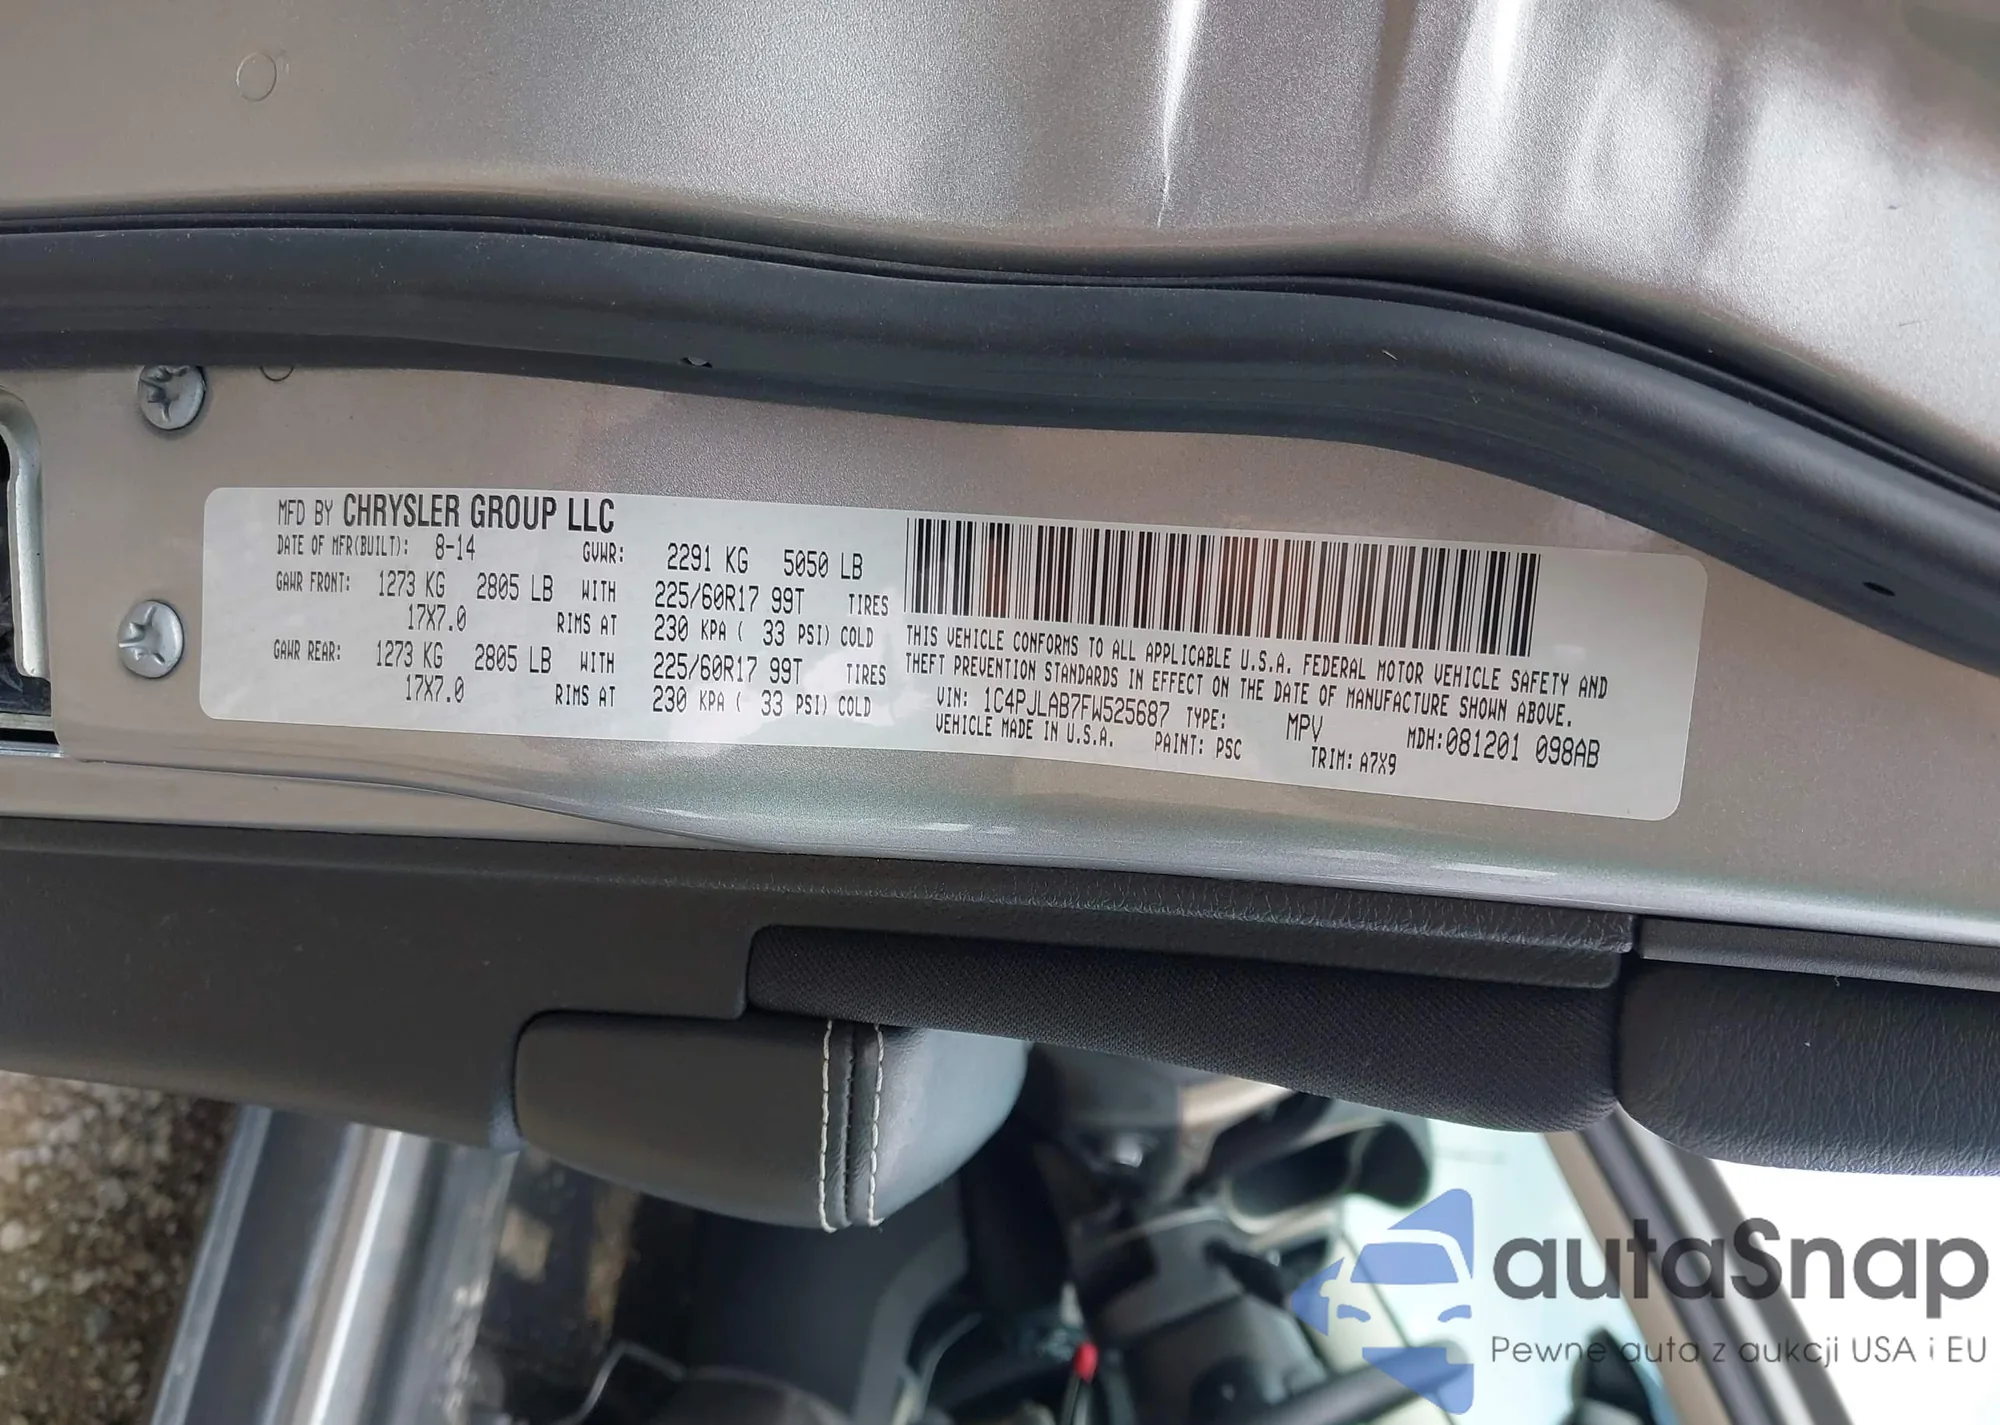 MFD BY CHRYSLER GROUP LLC
DATE OF MFR(BUILT): 8-14 GVWR: 2291 KG 5050 LB
GAWR FRONT: 1273 KG 2805 LB WITH 225/60R17 99T TIRES
17X7.0 RIMS AT 230 KPA ( 33 PSI) COLD
GAWR REAR: 1273 KG 2805 LB WITH 225/60R17 99T TIRES
17X7.0 RIMS AT 230 KPA ( 33 PSI) COLD
THIS VEHICLE CONFORMS TO ALL APPLICABLE U.S.A. FEDERAL MOTOR VEHICLE SAFETY AND
THEFT PREVENTION STANDARDS IN EFFECT ON THE DATE OF MANUFACTURE SHOWN ABOVE.
VIN: 1C4PJLAB7FW525687 TYPE: MPV MDH:081201 098AB
VEHICLE MADE IN U.S.A. PAINT: PSC TRIM: A7X9
autaSnap
Pewne auta z aukcji USA i EU